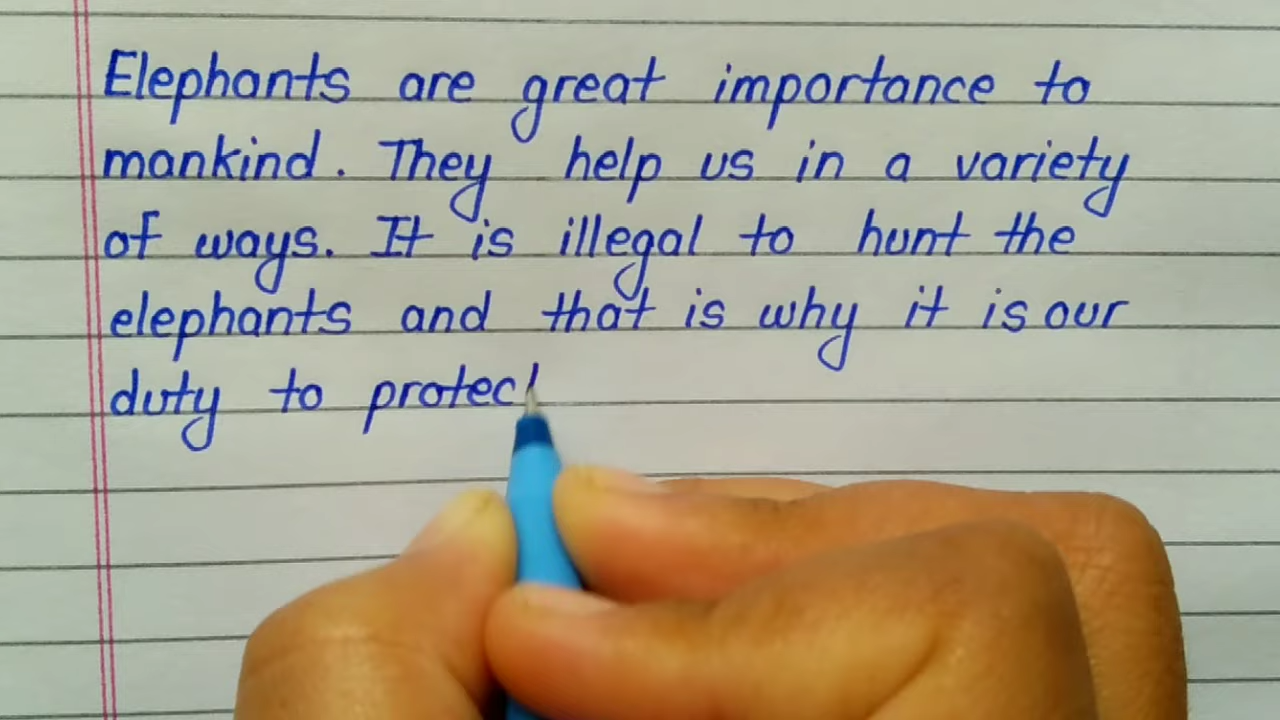 Elephants are great importance to
mankind. They help us in a variety
of ways. It is illegal to hunt the
elephants and that is why it is our
duty to protec